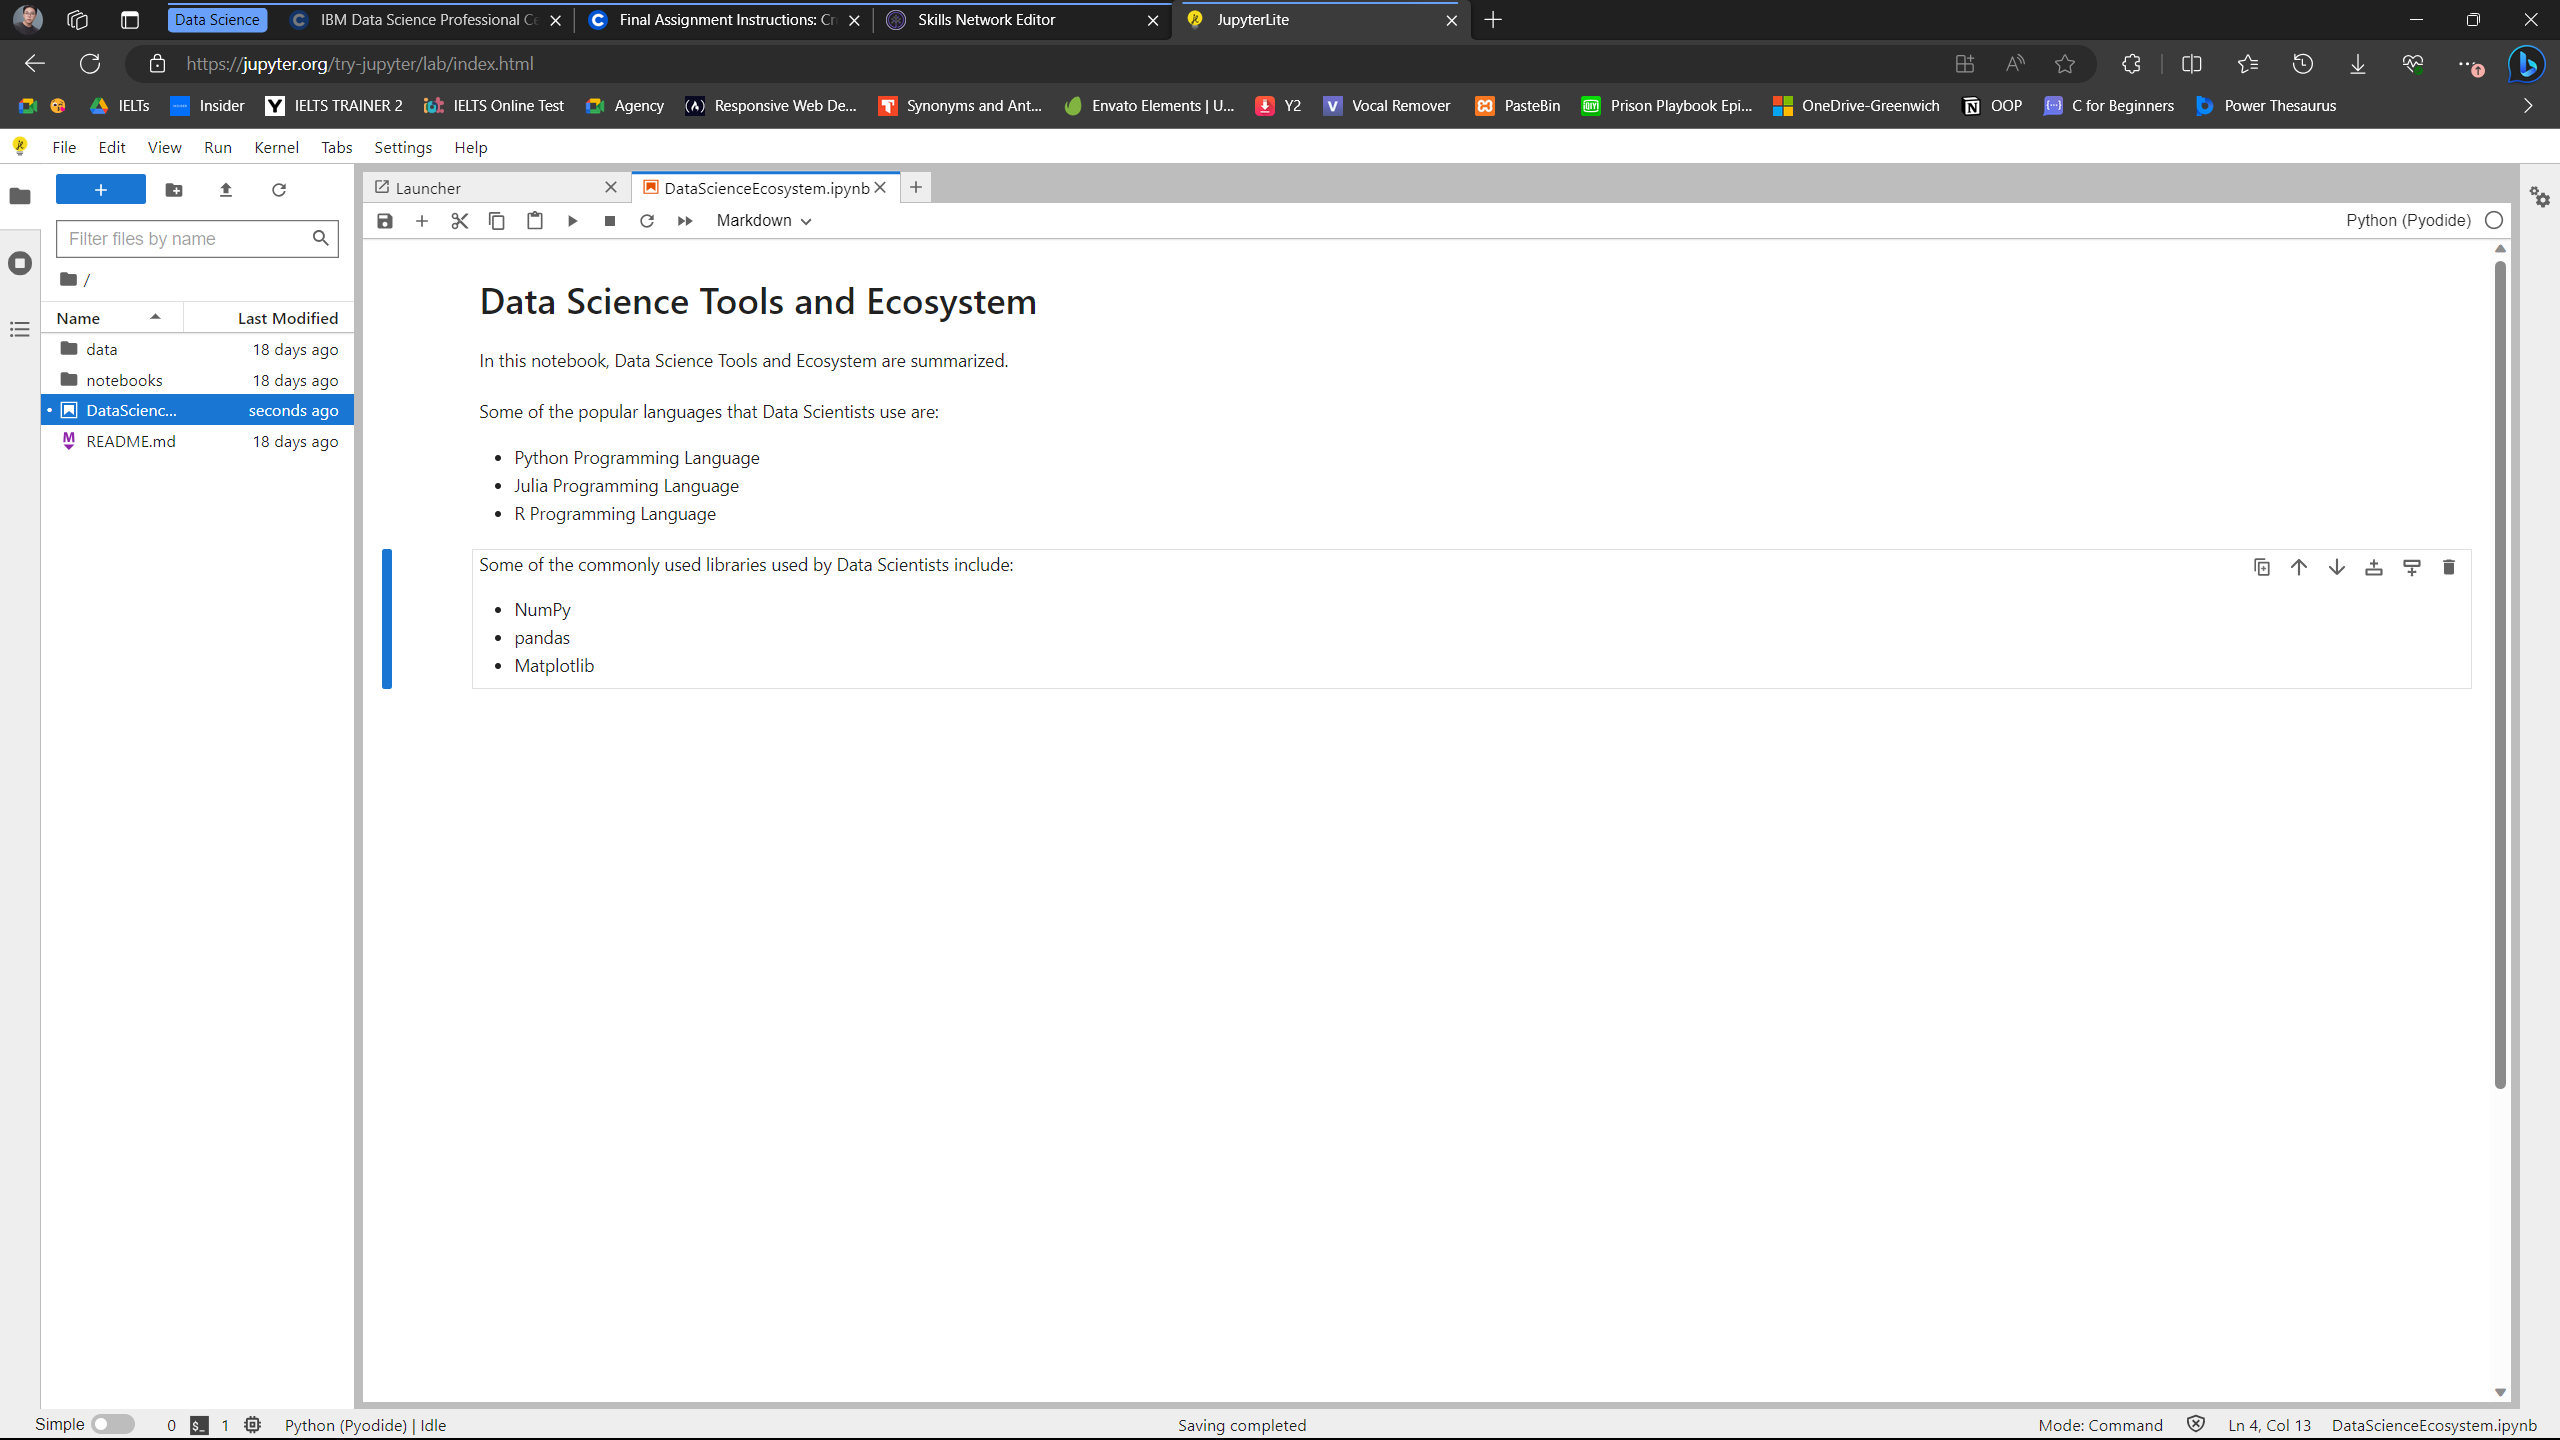 Data Science
IBM Data Science Professional Ce
Final Assignment Instructions: Cr
Skills Network Editor
JupyterLite
https://jupyter.org/try-jupyter/lab/index.html
IELTs
Insider
IELTS TRAINER 2
IELTS Online Test
Agency
Responsive Web De...
Synonyms and Ant...
Envato Elements | U...
Y2
Vocal Remover
PasteBin
Prison Playbook Epi...
OneDrive-Greenwich
OOP
C for Beginners
Power Thesaurus
File Edit View Run Kernel Tabs Settings Help
Filter files by name
/
Name Last Modified
data 18 days ago
notebooks 18 days ago
DataScienc... seconds ago
README.md 18 days ago
Launcher
DataScienceEcosystem.ipynb
Markdown
Python (Pyodide)
Data Science Tools and Ecosystem
In this notebook, Data Science Tools and Ecosystem are summarized.
Some of the popular languages that Data Scientists use are:
• Python Programming Language
• Julia Programming Language
• R Programming Language
Some of the commonly used libraries used by Data Scientists include:
• NumPy
• pandas
• Matplotlib
Simple 0 1 Python (Pyodide) | Idle
Saving completed
Mode: Command Ln 4, Col 13 DataScienceEcosystem.ipynb